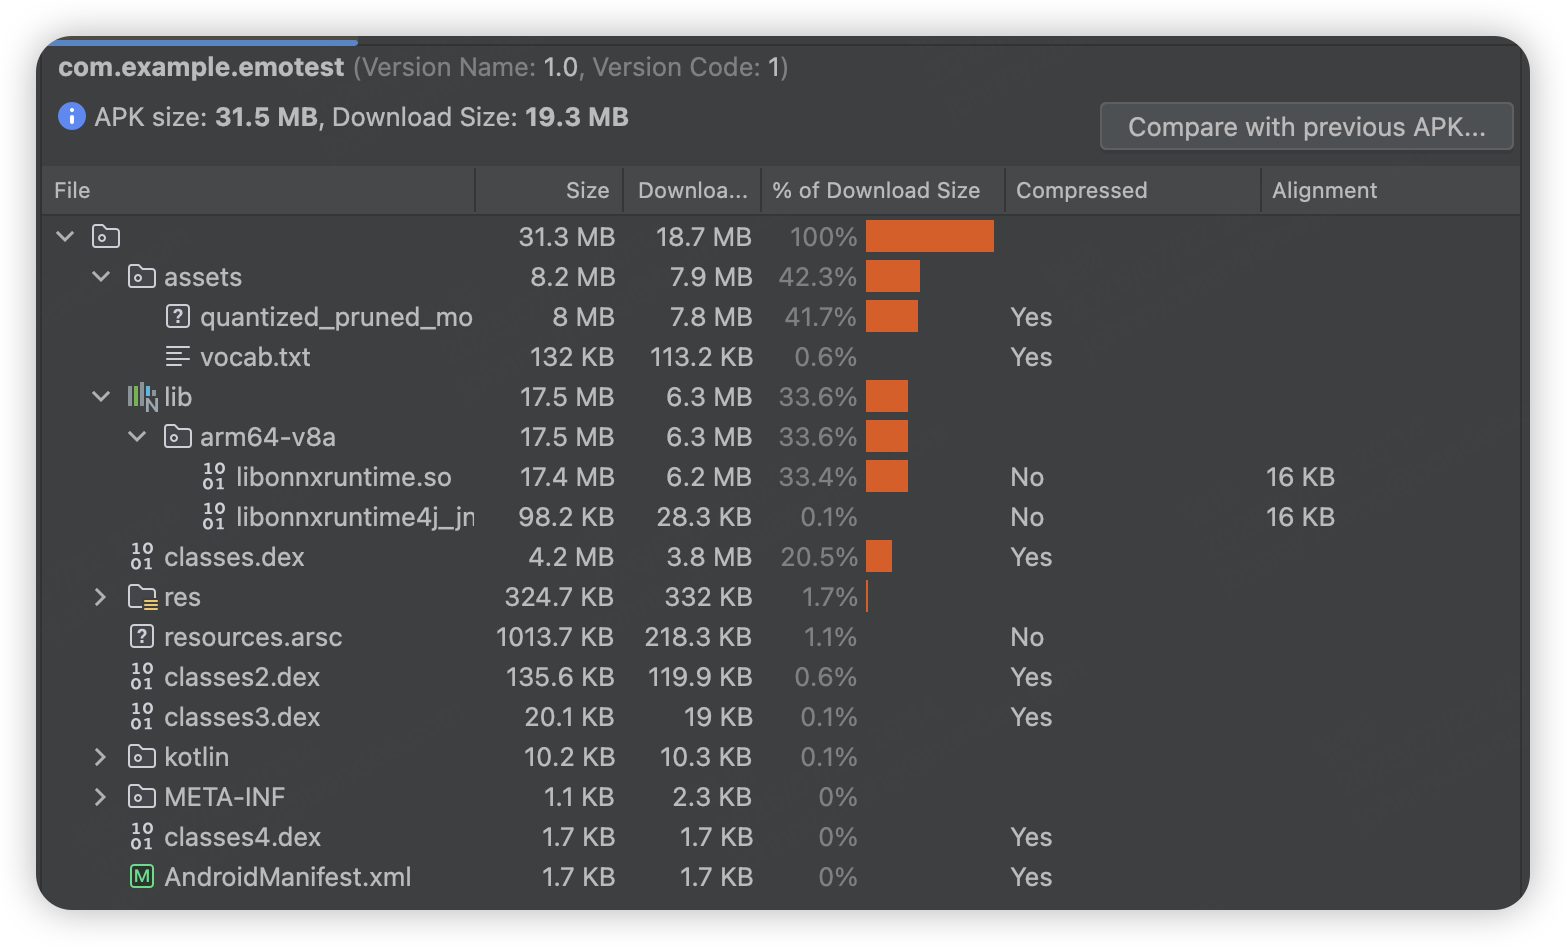 com.example.emotest (Version Name: 1.0, Version Code: 1)
APK size: 31.5 MB, Download Size: 19.3 MB
Compare with previous APK...
File Size Downloa... % of Download Size Compressed Alignment
31.3 MB 18.7 MB 100%
assets 8.2 MB 7.9 MB 42.3%
quantized_pruned_mo 8 MB 7.8 MB 41.7% Yes
vocab.txt 132 KB 113.2 KB 0.6% Yes
lib 17.5 MB 6.3 MB 33.6%
arm64-v8a 17.5 MB 6.3 MB 33.6%
libonnxruntime.so 17.4 MB 6.2 MB 33.4% No 16 KB
libonnxruntime4j_jn 98.2 KB 28.3 KB 0.1% No 16 KB
classes.dex 4.2 MB 3.8 MB 20.5% Yes
res 324.7 KB 332 KB 1.7%
resources.arsc 1013.7 KB 218.3 KB 1.1% No
classes2.dex 135.6 KB 119.9 KB 0.6% Yes
classes3.dex 20.1 KB 19 KB 0.1% Yes
kotlin 10.2 KB 10.3 KB 0.1%
META-INF 1.1 KB 2.3 KB 0%
classes4.dex 1.7 KB 1.7 KB 0% Yes
AndroidManifest.xml 1.7 KB 1.7 KB 0% Yes